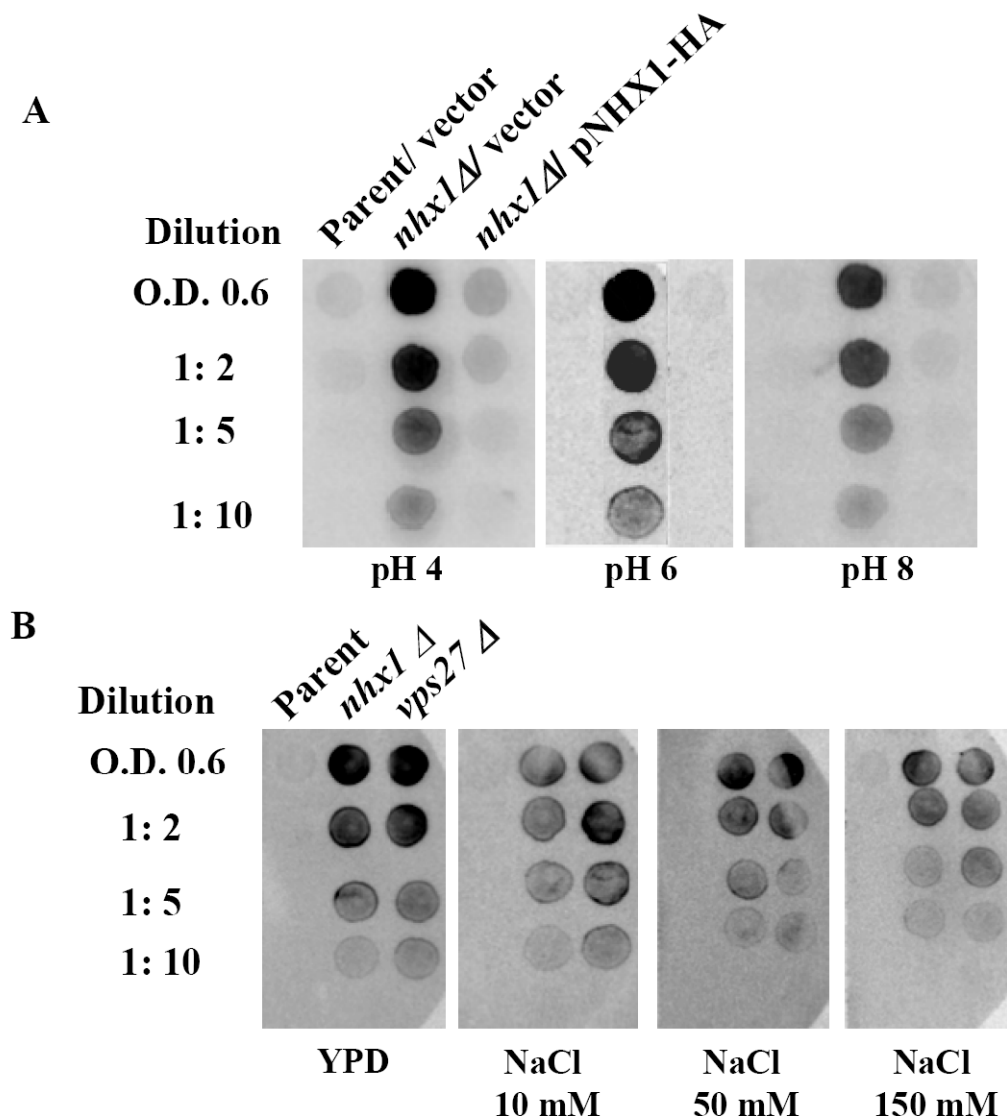 A
Parent/ vector
nhx1Δ/ vector
nhx1Δ/ pNHX1-HA
Dilution
O.D. 0.6
1: 2
1: 5
1: 10
pH 4
pH 6
pH 8
B
Parent
nhx1 Δ
vps27 Δ
Dilution
O.D. 0.6
1: 2
1: 5
1: 10
YPD
NaCl
10 mM
NaCl
50 mM
NaCl
150 mM